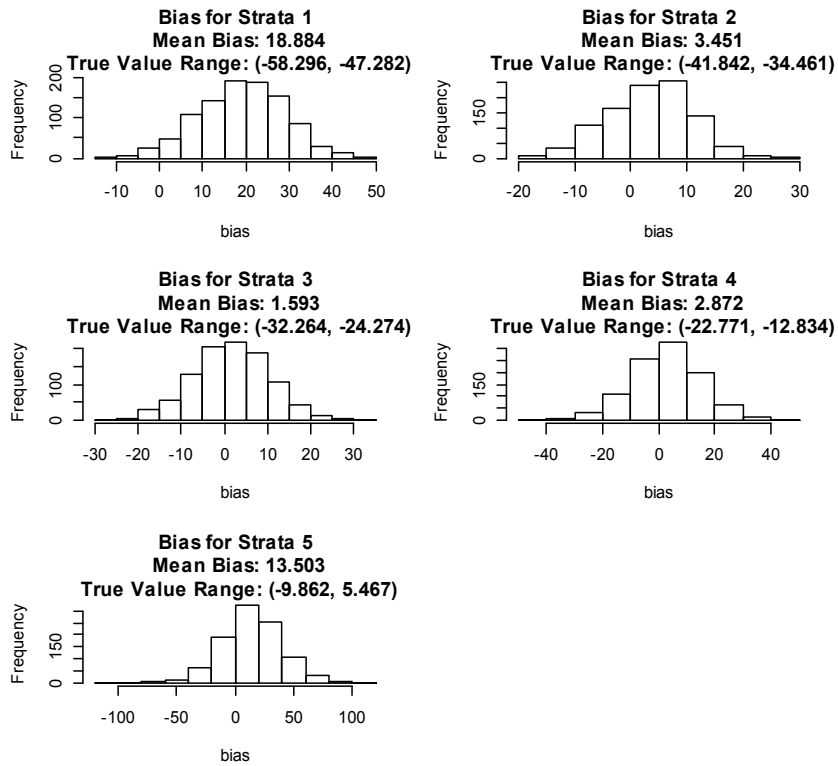 Bias for Strata 1
Mean Bias: 18.884
True Value Range: (-58.296, -47.282)
Frequency
0 100 200
-10 0 10 20 30 40 50
bias
Bias for Strata 2
Mean Bias: 3.451
True Value Range: (-41.842, -34.461)
Frequency
0 150
-20 -10 0 10 20 30
bias
Bias for Strata 3
Mean Bias: 1.593
True Value Range: (-32.264, -24.274)
Frequency
0 100
-30 -20 -10 0 10 20 30
bias
Bias for Strata 4
Mean Bias: 2.872
True Value Range: (-22.771, -12.834)
Frequency
0 150
-40 -20 0 20 40
bias
Bias for Strata 5
Mean Bias: 13.503
True Value Range: (-9.862, 5.467)
Frequency
0 150
-100 -50 0 50 100
bias